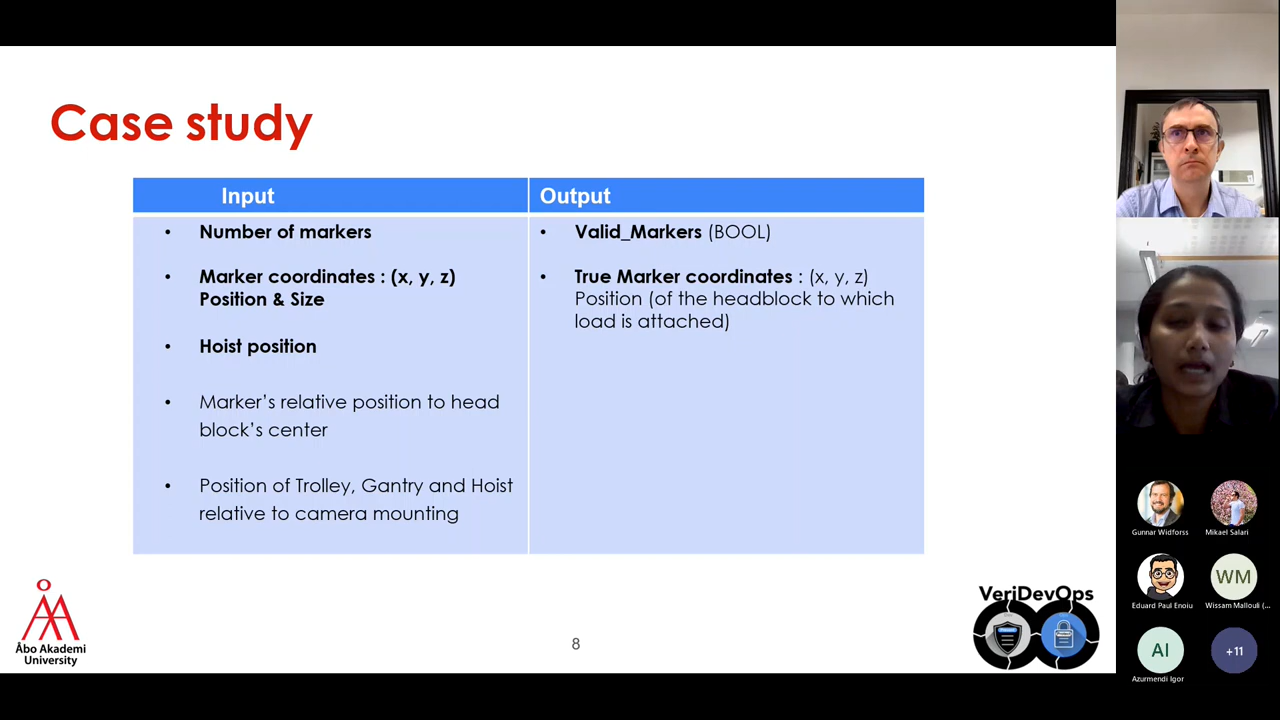 Case study
Input
Output
• Number of markers
• Marker coordinates : (x, y, z)
Position & Size
• Hoist position
• Marker’s relative position to head
block’s center
• Position of Trolley, Gantry and Hoist
relative to camera mounting
• Valid_Markers (BOOL)
• True Marker coordinates : (x, y, z)
Position (of the headblock to which
load is attached)
Åbo Akademi
University
8
VeriDevOps
Gunnar Widforss
Mikael Salari
Eduard Paul Enoiu
WM
Wissam Mallouli (...
AI
Azurmendi Igor
+11